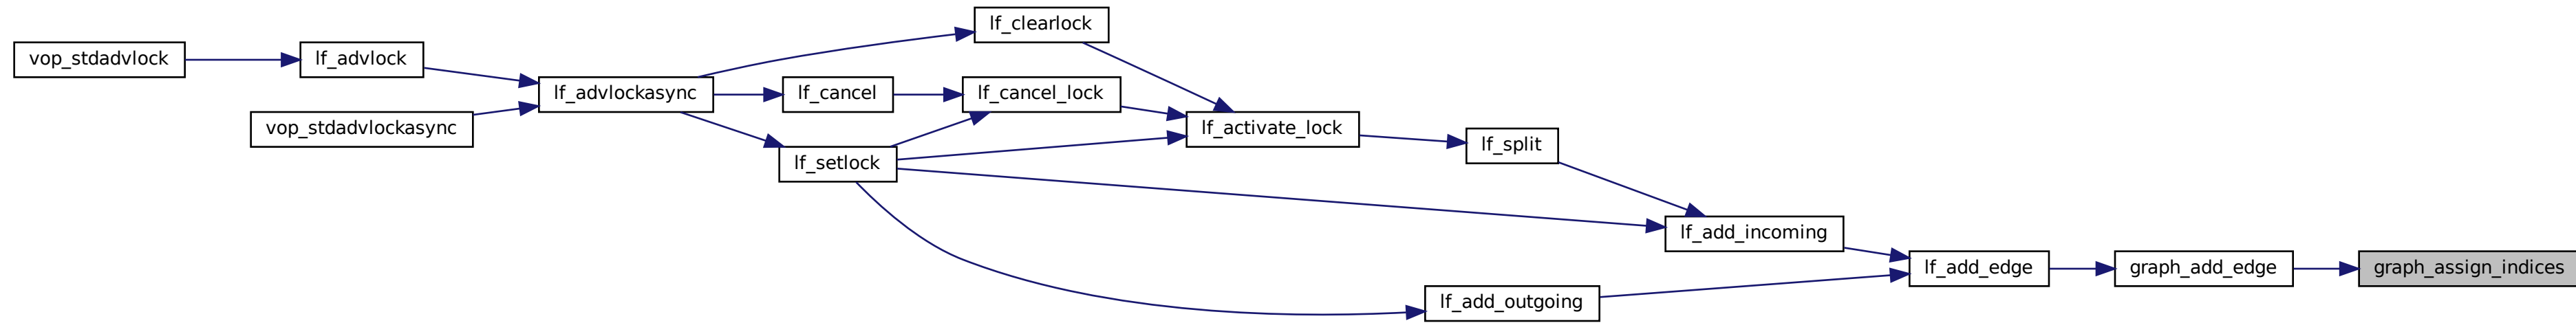 lf_clearlock
vop_stdadvlock
lf_advlock
lf_advlockasync
lf_cancel
lf_cancel_lock
vop_stdadvlockasync
lf_activate_lock
lf_setlock
lf_split
lf_add_incoming
lf_add_edge
graph_add_edge
graph_assign_indices
lf_add_outgoing